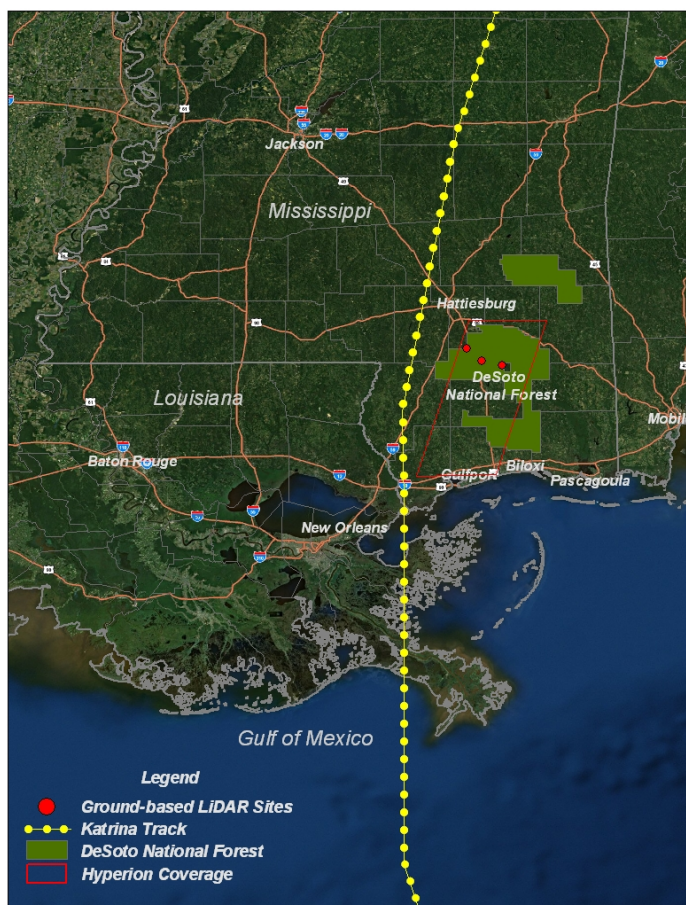 Jackson
Mississippi
Hattiesburg
DeSoto
National Forest
Louisiana
Mobil
Baton Rouge
Gulfport
Biloxi
Pascagoula
New Orleans
Gulf of Mexico
Legend
Ground-based LiDAR Sites
Katrina Track
DeSoto National Forest
Hyperion Coverage